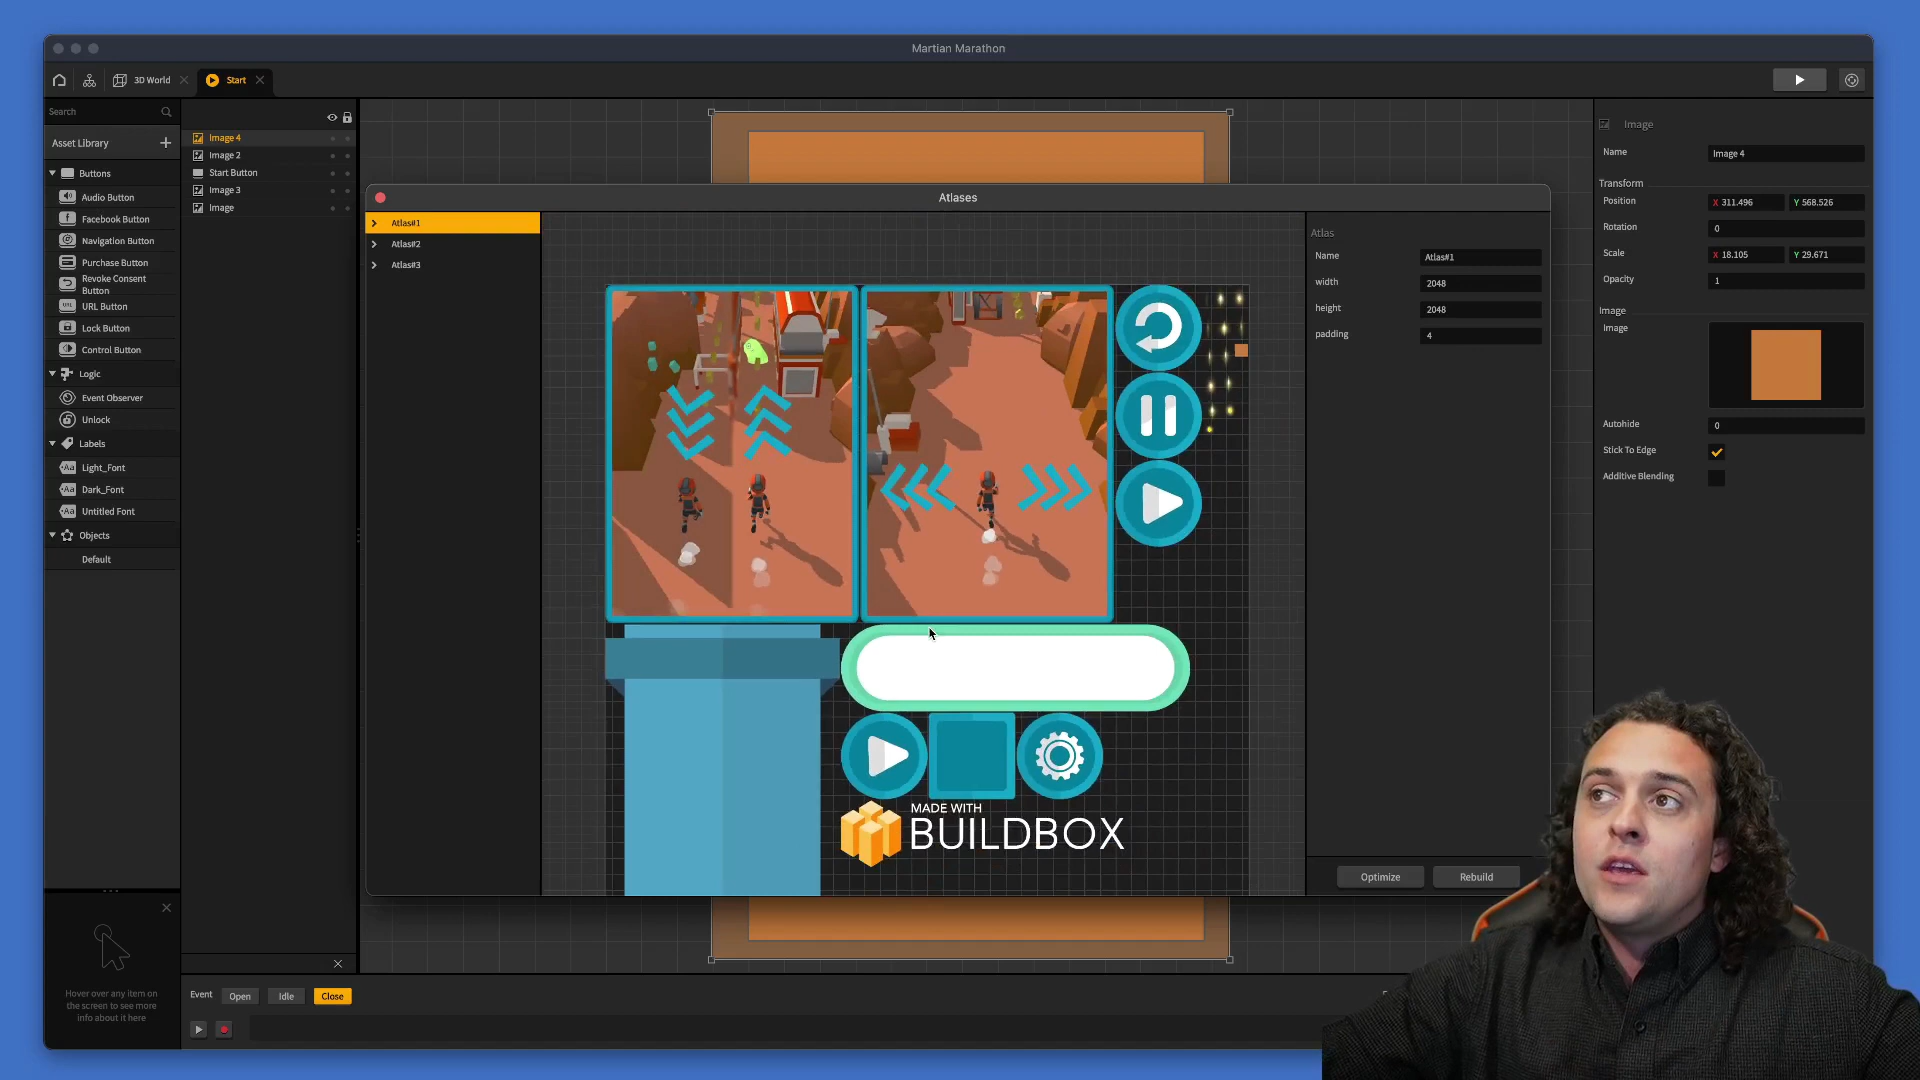 Martian Marathon
3D World
Start
Search
Asset Library
Buttons
Audio Button
Facebook Button
Navigation Button
Purchase Button
Revoke Consent
Button
URL Button
Lock Button
Control Button
Logic
Event Observer
Unlock
Labels
Light_Font
Dark_Font
Untitled Font
Objects
Default
Hover over any item on
the screen to see more
info about it here
Image 4
Image 2
Start Button
Image 3
Image
Atlases
Atlas#1
Atlas#2
Atlas#3
MADE WITH
BUILDBOX
Atlas
Name Atlas#1
width 2048
height 2048
padding 4
Optimize Rebuild
Event Open Idle Close
Image
Name Image 4
Transform
Position X 311.496 Y 568.526
Rotation 0
Scale X 18.105 Y 29.671
Opacity 1
Image
Image
Autohide 0
Stick To Edge
Additive Blending